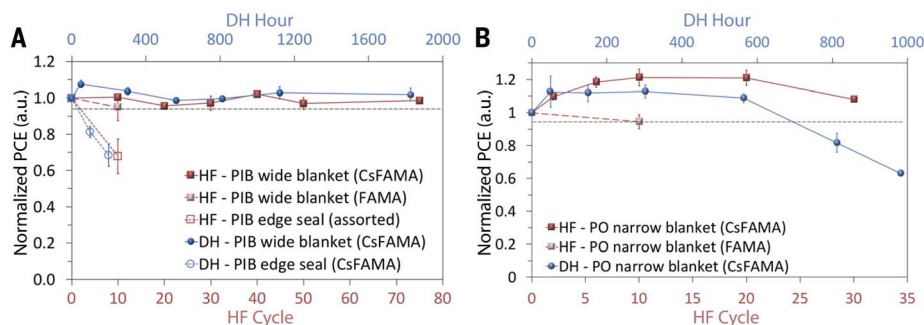 A
DH Hour
0 400 800 1200 1600 2000
Normalized PCE (a.u.)
1.2
1.0
0.8
0.6
0.4
0.2
0.0
HF - PIB wide blanket (CsFAMA)
HF - PIB wide blanket (FAMA)
HF - PIB edge seal (assorted)
DH - PIB wide blanket (CsFAMA)
DH - PIB edge seal (CsFAMA)
0 10 20 30 40 50 60 70 80
HF Cycle
B
DH Hour
0 200 400 600 800 1000
Normalized PCE (a.u.)
1.2
1
0.8
0.6
0.4
0.2
0
HF - PO narrow blanket (CsFAMA)
HF - PO narrow blanket (FAMA)
DH - PO narrow blanket (CsFAMA)
0 5 10 15 20 25 30 35
HF Cycle